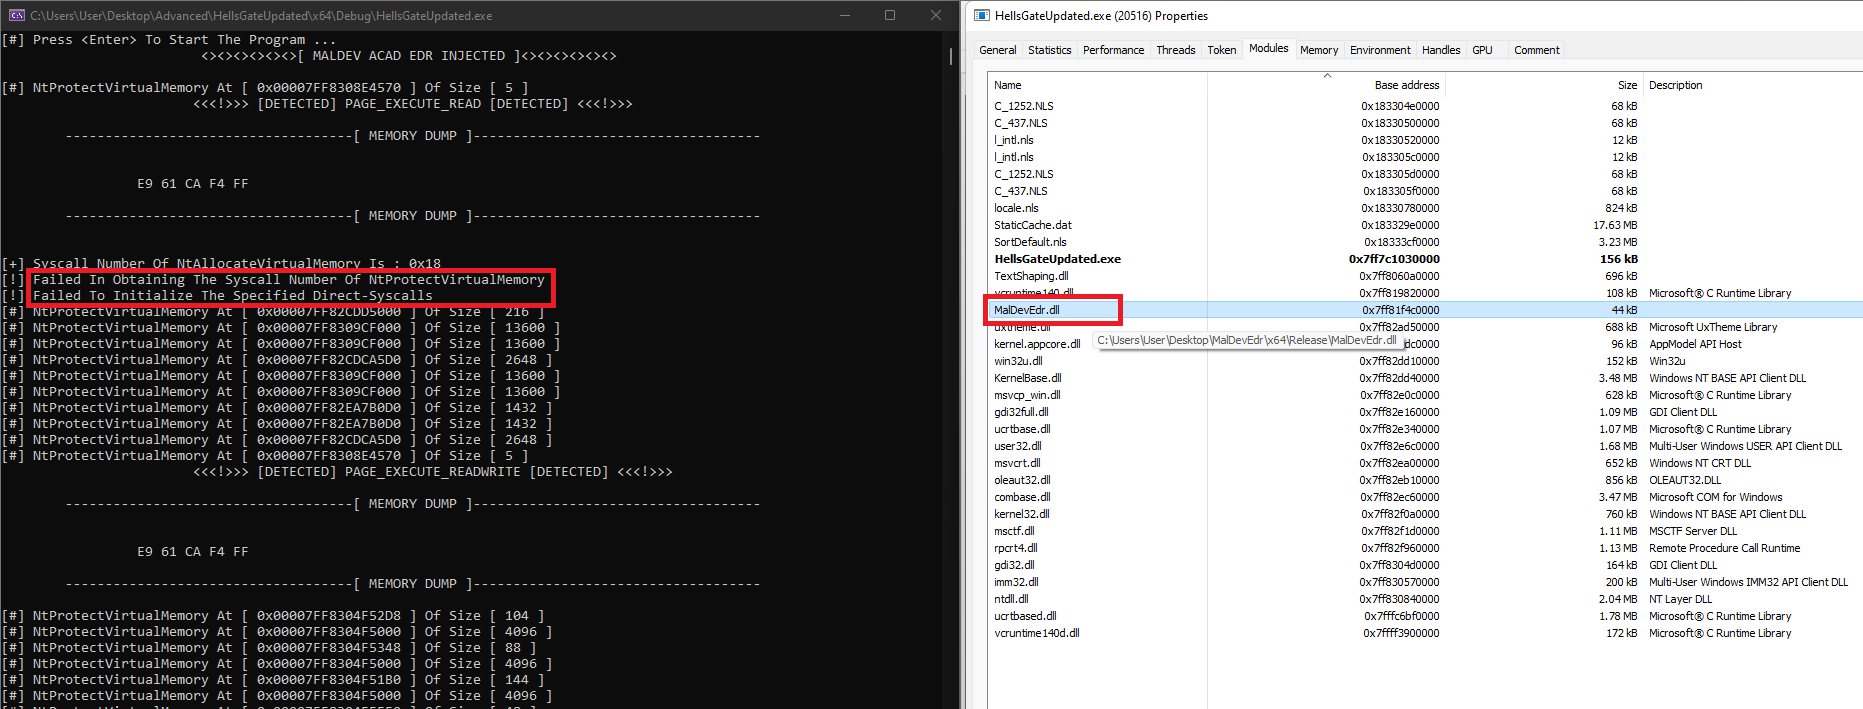 C:\Users\User\Desktop\Advanced\HellsGateUpdated\x64\Debug\HellsGateUpdated.exe
[#] Press <Enter> To Start The Program ...
<><><><><><>[ MALDEV ACAD EDR INJECTED ]<><><><><><>
[#] NtProtectVirtualMemory At [ 0x00007FF8308E4570 ] Of Size [ 5 ]
<<<!>>> [DETECTED] PAGE_EXECUTE_READ [DETECTED] <<<!>>>
------------------------------------[ MEMORY DUMP ]------------------------------------
E9 61 CA F4 FF
------------------------------------[ MEMORY DUMP ]------------------------------------
[+] Syscall Number Of NtAllocateVirtualMemory Is : 0x18
[!] Failed In Obtaining The Syscall Number Of NtProtectVirtualMemory
[!] Failed To Initialize The Specified Direct-Syscalls
[#] NtProtectVirtualMemory At [ 0x00007FF82CDD5000 ] Of Size [ 216 ]
[#] NtProtectVirtualMemory At [ 0x00007FF8309CF000 ] Of Size [ 13600 ]
[#] NtProtectVirtualMemory At [ 0x00007FF8309CF000 ] Of Size [ 13600 ]
[#] NtProtectVirtualMemory At [ 0x00007FF82CDCA5D0 ] Of Size [ 2648 ]
[#] NtProtectVirtualMemory At [ 0x00007FF8309CF000 ] Of Size [ 13600 ]
[#] NtProtectVirtualMemory At [ 0x00007FF8309CF000 ] Of Size [ 13600 ]
[#] NtProtectVirtualMemory At [ 0x00007FF82EA7B0D0 ] Of Size [ 1432 ]
[#] NtProtectVirtualMemory At [ 0x00007FF82EA7B0D0 ] Of Size [ 1432 ]
[#] NtProtectVirtualMemory At [ 0x00007FF82CDCA5D0 ] Of Size [ 2648 ]
[#] NtProtectVirtualMemory At [ 0x00007FF8308E4570 ] Of Size [ 5 ]
<<<!>>> [DETECTED] PAGE_EXECUTE_READWRITE [DETECTED] <<<!>>>
------------------------------------[ MEMORY DUMP ]------------------------------------
E9 61 CA F4 FF
------------------------------------[ MEMORY DUMP ]------------------------------------
[#] NtProtectVirtualMemory At [ 0x00007FF8304F52D8 ] Of Size [ 104 ]
[#] NtProtectVirtualMemory At [ 0x00007FF8304F5000 ] Of Size [ 4096 ]
[#] NtProtectVirtualMemory At [ 0x00007FF8304F5348 ] Of Size [ 88 ]
[#] NtProtectVirtualMemory At [ 0x00007FF8304F5000 ] Of Size [ 4096 ]
[#] NtProtectVirtualMemory At [ 0x00007FF8304F51B0 ] Of Size [ 144 ]
[#] NtProtectVirtualMemory At [ 0x00007FF8304F5000 ] Of Size [ 4096 ]
HellsGateUpdated.exe (20516) Properties
General Statistics Performance Threads Token Modules Memory Environment Handles GPU Comment
Name Base address Size Description
C_1252.NLS 0x183304e0000 68 kB
C_437.NLS 0x18330500000 68 kB
l_intl.nls 0x18330520000 12 kB
l_intl.nls 0x183305c0000 12 kB
C_1252.NLS 0x183305d0000 68 kB
C_437.NLS 0x183305f0000 68 kB
locale.nls 0x18330780000 824 kB
StaticCache.dat 0x183329e0000 17.63 MB
SortDefault.nls 0x18333cf0000 3.23 MB
HellsGateUpdated.exe 0x7ff7c1030000 156 kB
TextShaping.dll 0x7ff8060a0000 696 kB
vcruntime140.dll 0x7ff819820000 108 kB Microsoft® C Runtime Library
MalDevEdr.dll 0x7ff81f4c0000 44 kB
uxtheme.dll 0x7ff82ad50000 688 kB Microsoft UxTheme Library
kernel.appcore.dll C:\Users\User\Desktop\MalDevEdr\x64\Release\MalDevEdr.dll dc0000 96 kB AppModel API Host
win32u.dll 0x7ff82dd10000 152 kB Win32u
KernelBase.dll 0x7ff82dd40000 3.48 MB Windows NT BASE API Client DLL
msvcp_win.dll 0x7ff82e0c0000 628 kB Microsoft® C Runtime Library
gdi32full.dll 0x7ff82e160000 1.09 MB GDI Client DLL
ucrtbase.dll 0x7ff82e340000 1.07 MB Microsoft® C Runtime Library
user32.dll 0x7ff82e6c0000 1.68 MB Multi-User Windows USER API Client DLL
msvcrt.dll 0x7ff82ea00000 652 kB Windows NT CRT DLL
oleaut32.dll 0x7ff82eb10000 856 kB OLEAUT32.DLL
combase.dll 0x7ff82ec60000 3.47 MB Microsoft COM for Windows
kernel32.dll 0x7ff82f0a0000 760 kB Windows NT BASE API Client DLL
msctf.dll 0x7ff82f1d0000 1.11 MB MSCTF Server DLL
rpcrt4.dll 0x7ff82f960000 1.13 MB Remote Procedure Call Runtime
gdi32.dll 0x7ff8304d0000 164 kB GDI Client DLL
imm32.dll 0x7ff830570000 200 kB Multi-User Windows IMM32 API Client DLL
ntdll.dll 0x7ff830840000 2.04 MB NT Layer DLL
ucrtbased.dll 0x7fffc6bf0000 1.78 MB Microsoft® C Runtime Library
vcruntime140d.dll 0x7ffff3900000 172 kB Microsoft® C Runtime Library